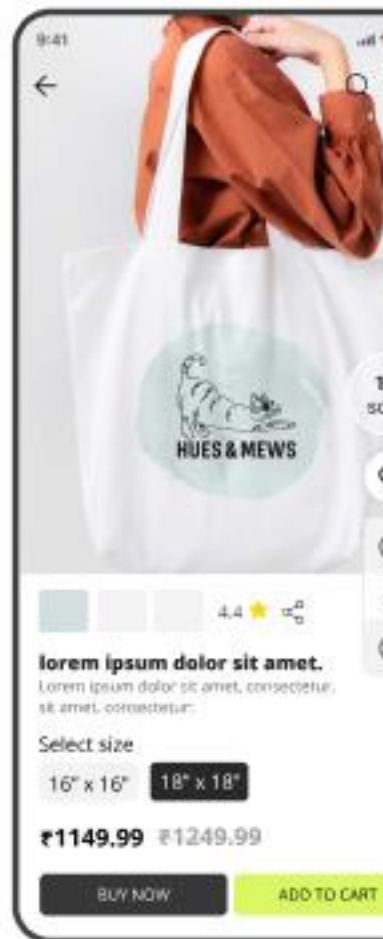 9:41
HUES & MEWS
4.4
lorem ipsum dolor sit amet.
Lorem ipsum dolor sit amet, consectetur,
sit amet, consectetur:
Select size
16" x 16" 18" x 18"
₹1149.99 ₹1249.99
BUY NOW ADD TO CART